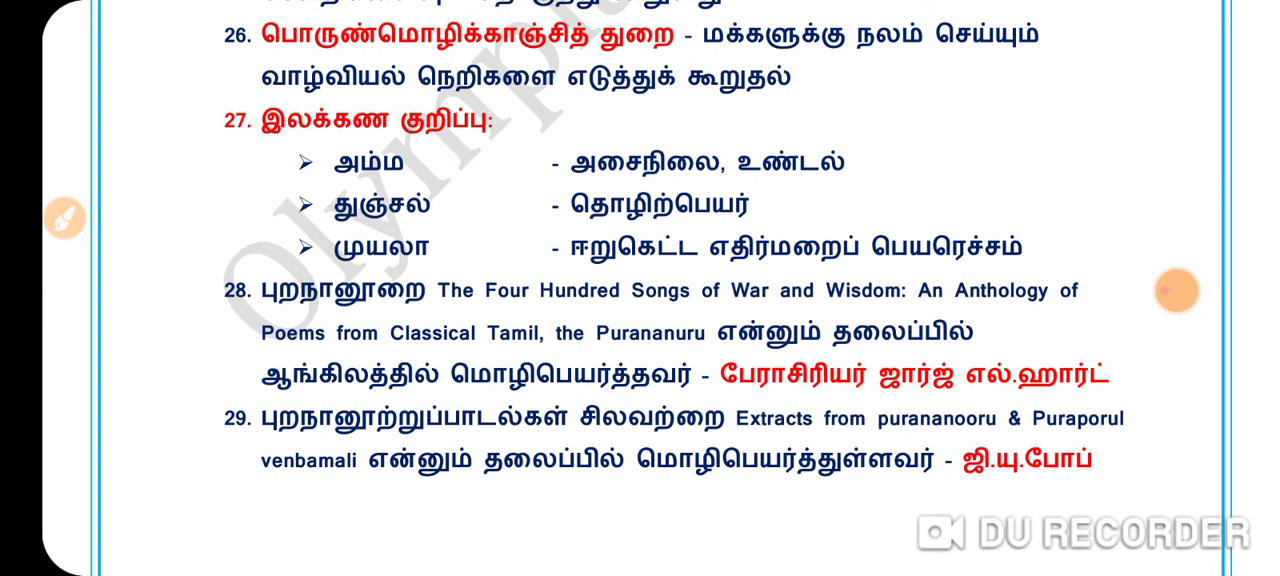 26. பொருண்மொழிக்காஞ்சித் துறை - மக்களுக்கு நலம் செய்யும்
வாழ்வியல் நெறிகளை எடுத்துக் கூறுதல்
27. இலக்கண குறிப்பு:
➢ அம்ம - அசைநிலை, உண்டல்
➢ துஞ்சல் - தொழிற்பெயர்
➢ முயலா - ஈறுகெட்ட எதிர்மறைப் பெயரெச்சம்
28. புறநானூறை The Four Hundred Songs of War and Wisdom: An Anthology of
Poems from Classical Tamil, the Purananuru என்னும் தலைப்பில்
ஆங்கிலத்தில் மொழிபெயர்த்தவர் - பேராசிரியர் ஜார்ஜ் எல்.ஹார்ட்
29. புறநானூற்றுப்பாடல்கள் சிலவற்றை Extracts from purananooru & Puraporul
venbamali என்னும் தலைப்பில் மொழிபெயர்த்துள்ளவர் - ஜி.யு.போப்
DU RECORDER